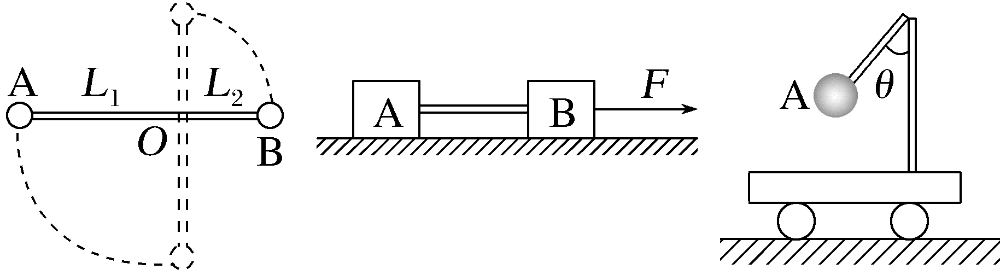 A L₁ L₂
O B
A B F
A θ